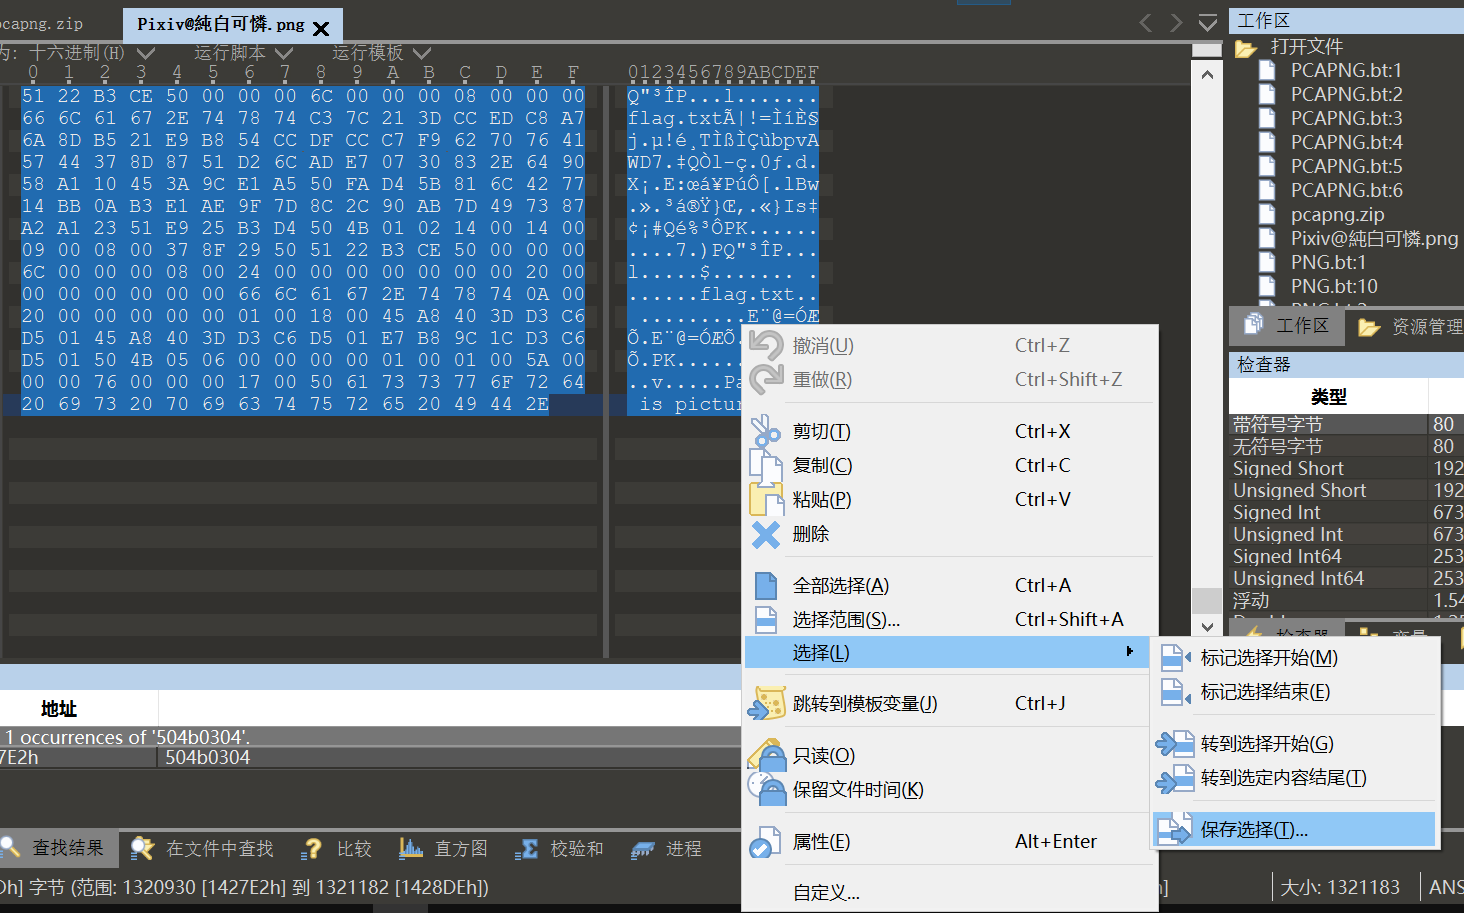 pcapng.zip
Pixiv@純白可憐.png
为: 十六进制(H) 运行脚本 运行模板
0 1 2 3 4 5 6 7 8 9 A B C D E F 0123456789ABCDEF
51 22 B3 CE 50 00 00 00 6C 00 00 00 08 00 00 00 Q"³ÎP...l.......
66 6C 61 67 2E 74 78 74 C3 7C 21 3D CC ED C8 A7 flag.txtÃ|!=ÌíÈ§
6A 8D B5 21 E9 B8 54 CC DF CC C7 F9 62 70 76 41 j.µ!é¸TÌßÌÇùbpvA
57 44 37 8D 87 51 D2 6C AD E7 07 30 83 2E 64 90 WD7.‡QÒl-ç.0ƒ.d.
58 A1 10 45 3A 9C E1 A5 50 FA D4 5B 81 6C 42 77 X¡.E:œá¥PúÔ[.lBw
14 BB 0A B3 E1 AE 9F 7D 8C 2C 90 AB 7D 49 73 87 .».³á®Ÿ}Œ,.«}Is‡
A2 A1 23 51 E9 25 B3 D4 50 4B 01 02 14 00 14 00 ¢¡#Qé%³ÔPK......
09 00 08 00 37 8F 29 50 51 22 B3 CE 50 00 00 00 ....7.)PQ"³ÎP...
6C 00 00 00 08 00 24 00 00 00 00 00 00 00 20 00 l.....$....... .
00 00 00 00 00 00 66 6C 61 67 2E 74 78 74 0A 00 ......flag.txt..
20 00 00 00 00 00 01 00 18 00 45 A8 40 3D D3 C6 .........E¨@=ÓÆ
D5 01 45 A8 40 3D D3 C6 D5 01 E7 B8 9C 1C D3 C6 Õ.E¨@=ÓÆÕ.
D5 01 50 4B 05 06 00 00 00 00 01 00 01 00 5A 00 Õ.PK......
00 00 76 00 00 00 17 00 50 61 73 73 77 6F 72 64 ..v.....Pa
20 69 73 20 70 69 63 74 75 72 65 20 49 44 2E is pictur
撤消(U) Ctrl+Z
重做(R) Ctrl+Shift+Z
剪切(T) Ctrl+X
复制(C) Ctrl+C
粘贴(P) Ctrl+V
删除
全部选择(A) Ctrl+A
选择范围(S)... Ctrl+Shift+A
选择(L)
跳转到模板变量(J) Ctrl+J
只读(O)
保留文件时间(K)
属性(E) Alt+Enter
自定义...
标记选择开始(M)
标记选择结束(E)
转到选择开始(G)
转到选定内容结尾(T)
保存选择(T)...
工作区
打开文件
PCAPNG.bt:1
PCAPNG.bt:2
PCAPNG.bt:3
PCAPNG.bt:4
PCAPNG.bt:5
PCAPNG.bt:6
pcapng.zip
Pixiv@純白可憐.png
PNG.bt:1
PNG.bt:10
工作区 资源管理
检查器
类型
带符号字节 80
无符号字节 80
Signed Short 192
Unsigned Short 192
Signed Int 673
Unsigned Int 673
Signed Int64 253
Unsigned Int64 253
浮动 1.54
检查器 变量
地址
1 occurrences of '504b0304'.
7E2h 504b0304
查找结果 在文件中查找 比较 直方图 校验和 进程
Dh] 字节 (范围: 1320930 [1427E2h] 到 1321182 [1428DEh])
h] 大小: 1321183 ANS